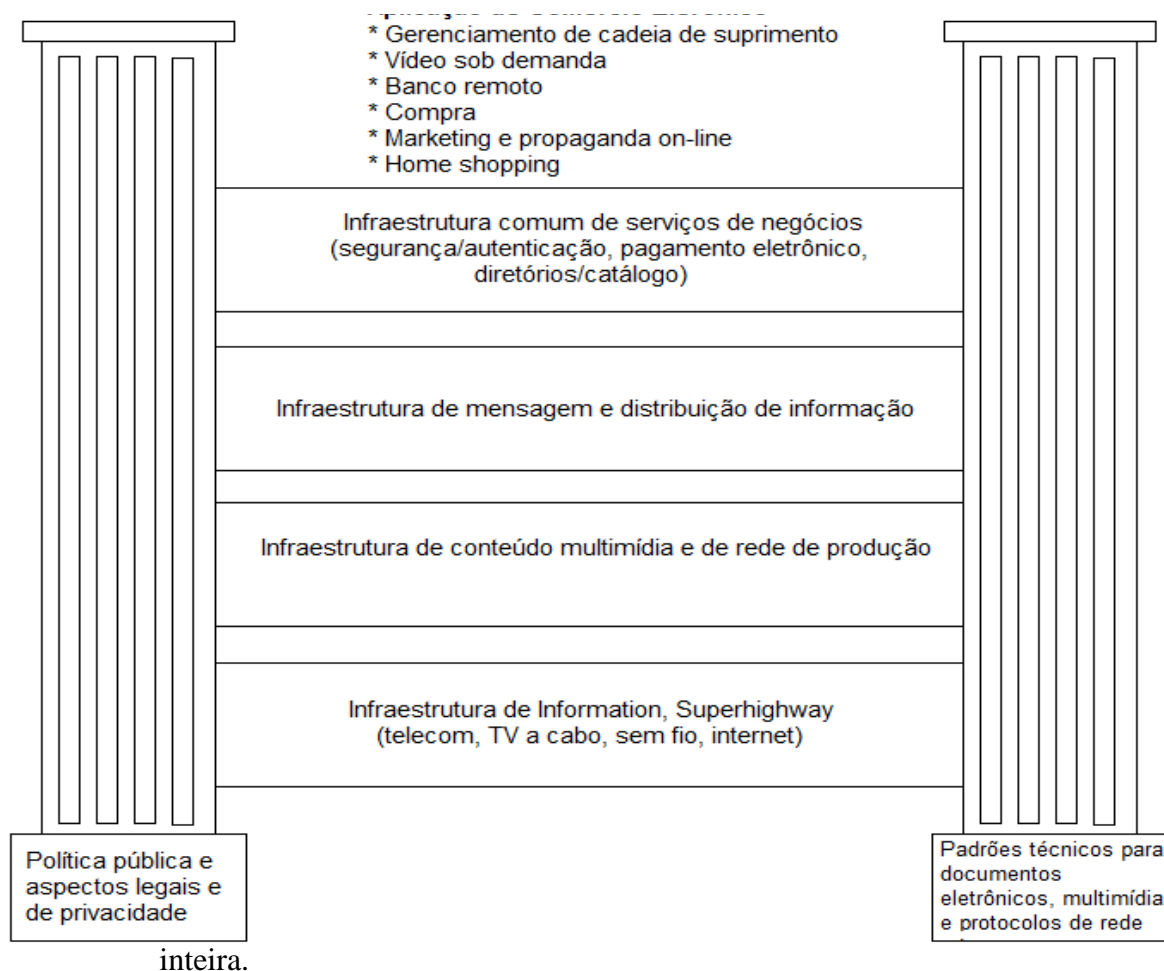 * Gerenciamento de cadeia de suprimento
* Vídeo sob demanda
* Banco remoto
* Compra
* Marketing e propaganda on-line
* Home shopping
Infraestrutura comum de serviços de negócios
(segurança/autenticação, pagamento eletrônico,
diretórios/catálogo)
Infraestrutura de mensagem e distribuição de informação
Infraestrutura de conteúdo multimídia e de rede de produção
Infraestrutura de Information, Superhighway
(telecom, TV a cabo, sem fio, internet)
Política pública e
aspectos legais e
de privacidade
Padrões técnicos para
documentos
eletrônicos, multimídia
e protocolos de rede
inteira.